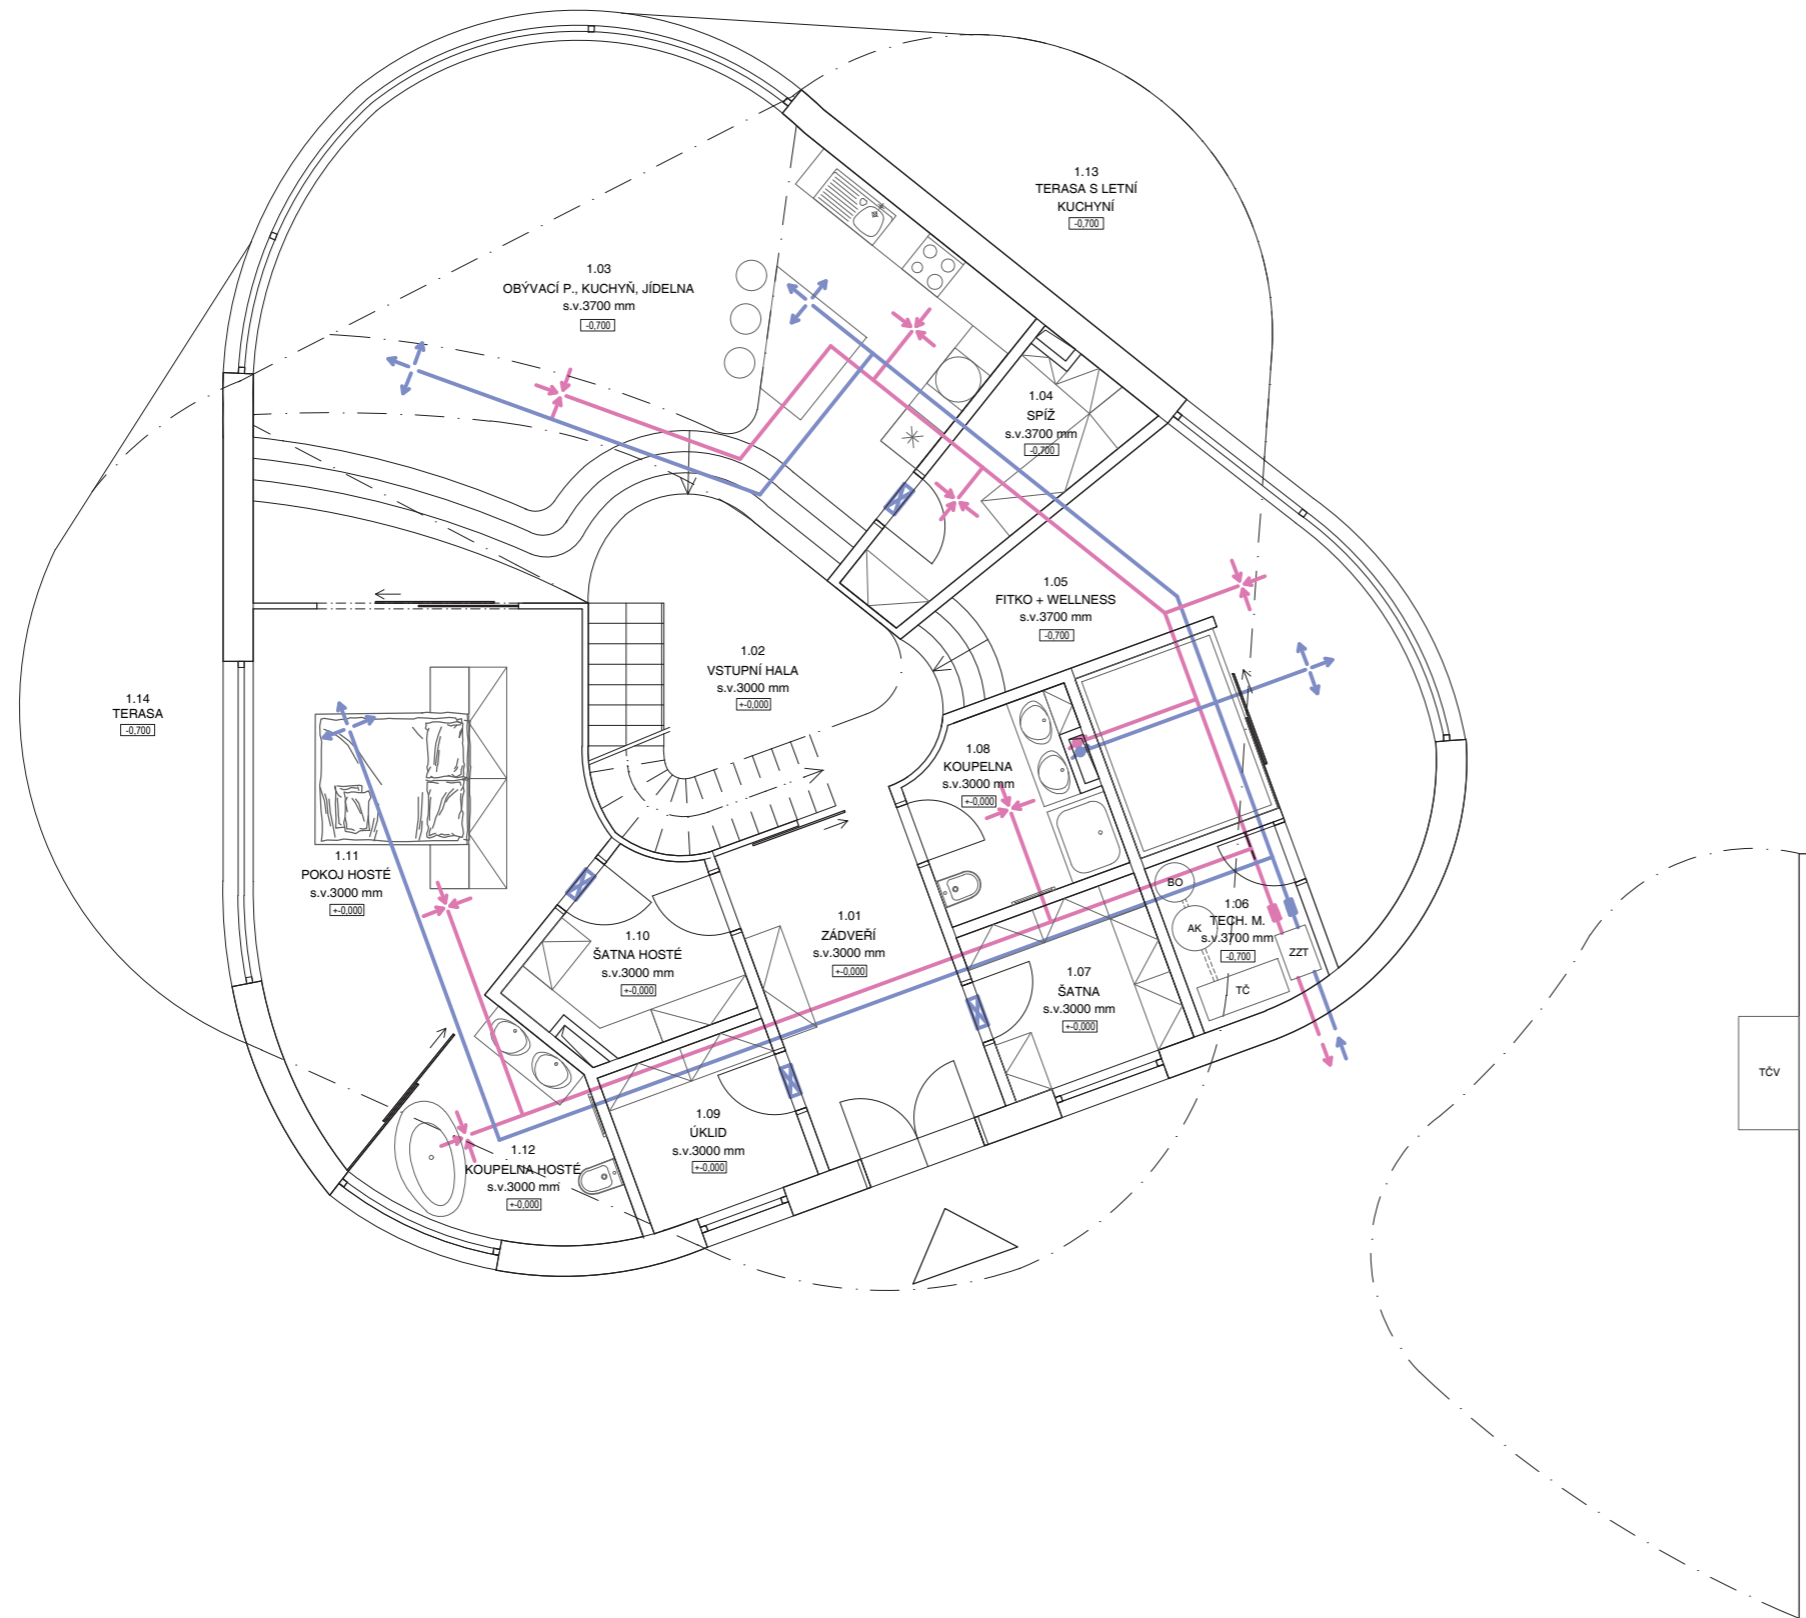 1.13
TERASA S LETNÍ
KUCHYNÍ
-0,700
1.03
OBÝVACÍ P., KUCHYŇ, JÍDELNA
s.v.3700 mm
-0,700
1.04
SPÍŽ
s.v.3700 mm
-0,700
1.05
FITKO + WELLNESS
s.v.3700 mm
-0,700
1.02
VSTUPNÍ HALA
s.v.3000 mm
+-0,000
1.14
TERASA
-0,700
1.08
KOUPELNA
s.v.3000 mm
+-0,000
1.11
POKOJ HOSTÉ
s.v.3000 mm
+-0,000
1.10
ŠATNA HOSTÉ
s.v.3000 mm
+-0,000
1.01
ZÁDVEŘÍ
s.v.3000 mm
+-0,000
BO
AK
1.06
TECH. M.
s.v.3700 mm
-0,700
ZZT
TČ
1.07
ŠATNA
s.v.3000 mm
+-0,000
TČV
1.09
ÚKLID
s.v.3000 mm
+-0,000
1.12
KOUPELNA HOSTÉ
s.v.3000 mm
+-0,000